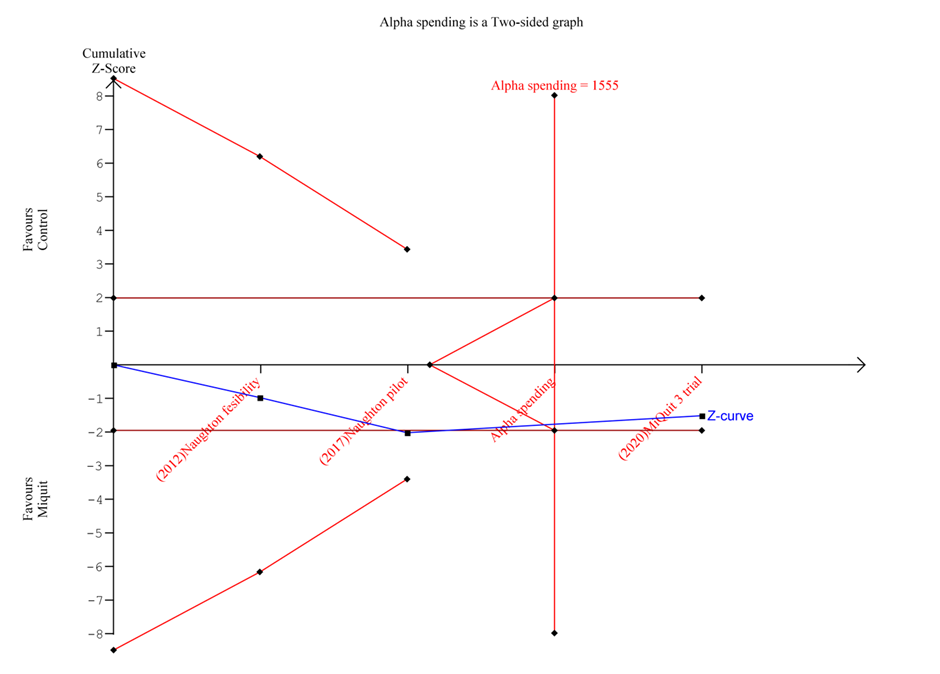 Alpha spending is a Two-sided graph
Cumulative
Z-Score
Alpha spending = 1555
8
7
6
5
4
3
2
1
-1
-2
-3
-4
-5
-6
-7
-8
Favours
Control
Favours
Miquit
(2012)Naughton fesibility
(2017)Naughton pilot
Alpha spending
(2020)MiQuit 3 trial
Z-curve